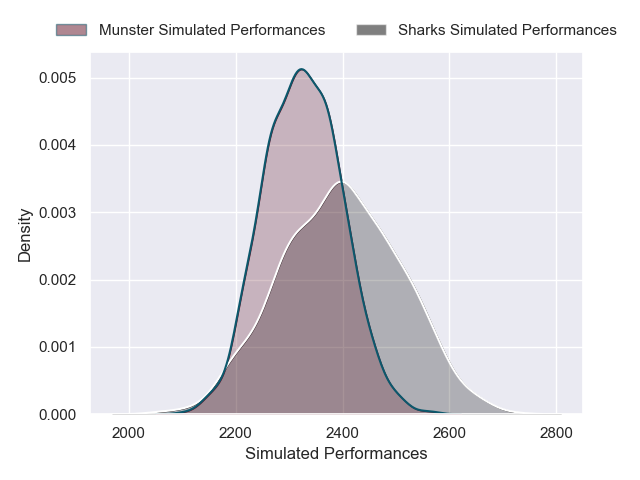 Munster Simulated Performances Sharks Simulated Performances
0.005
0.004
0.003
0.002
0.001
0.000
Density
2000 2200 2400 2600 2800
Simulated Performances